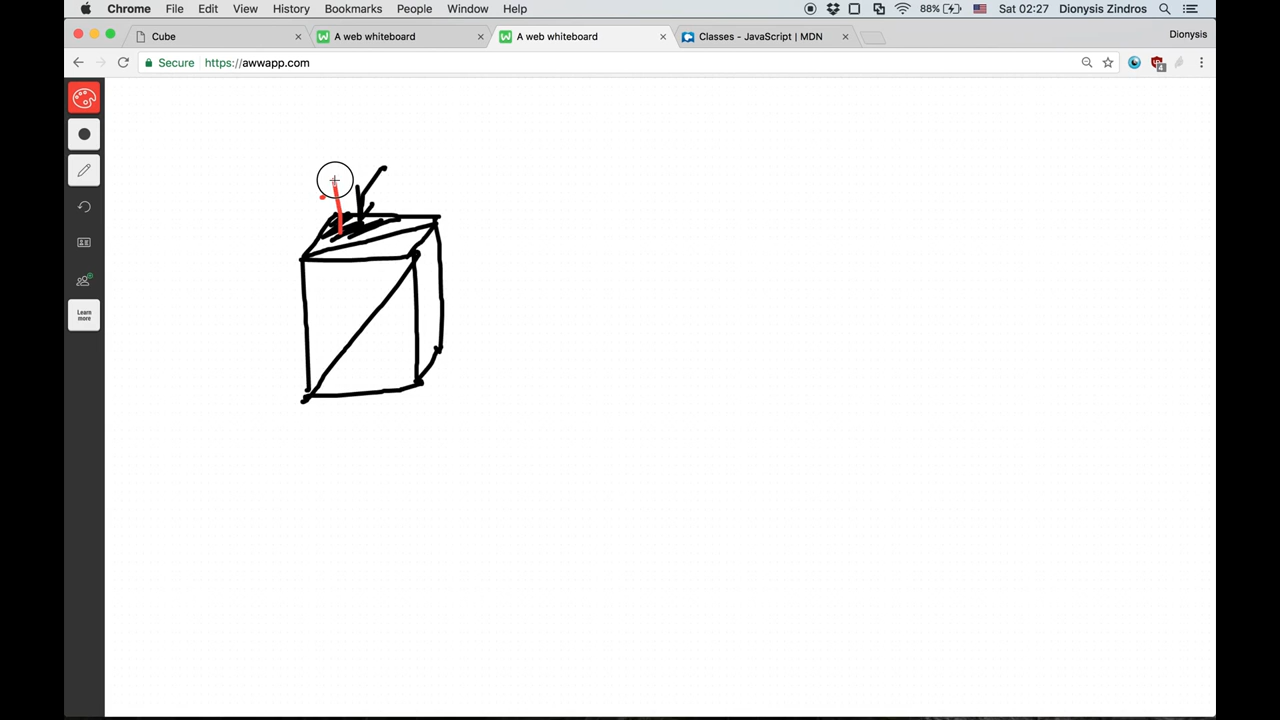 Chrome File Edit View History Bookmarks People Window Help 88% Sat 02:27 Dionysis Zindros
Cube A web whiteboard A web whiteboard Classes - JavaScript | MDN Dionysis
Secure https://awwapp.com 4
Learn
more